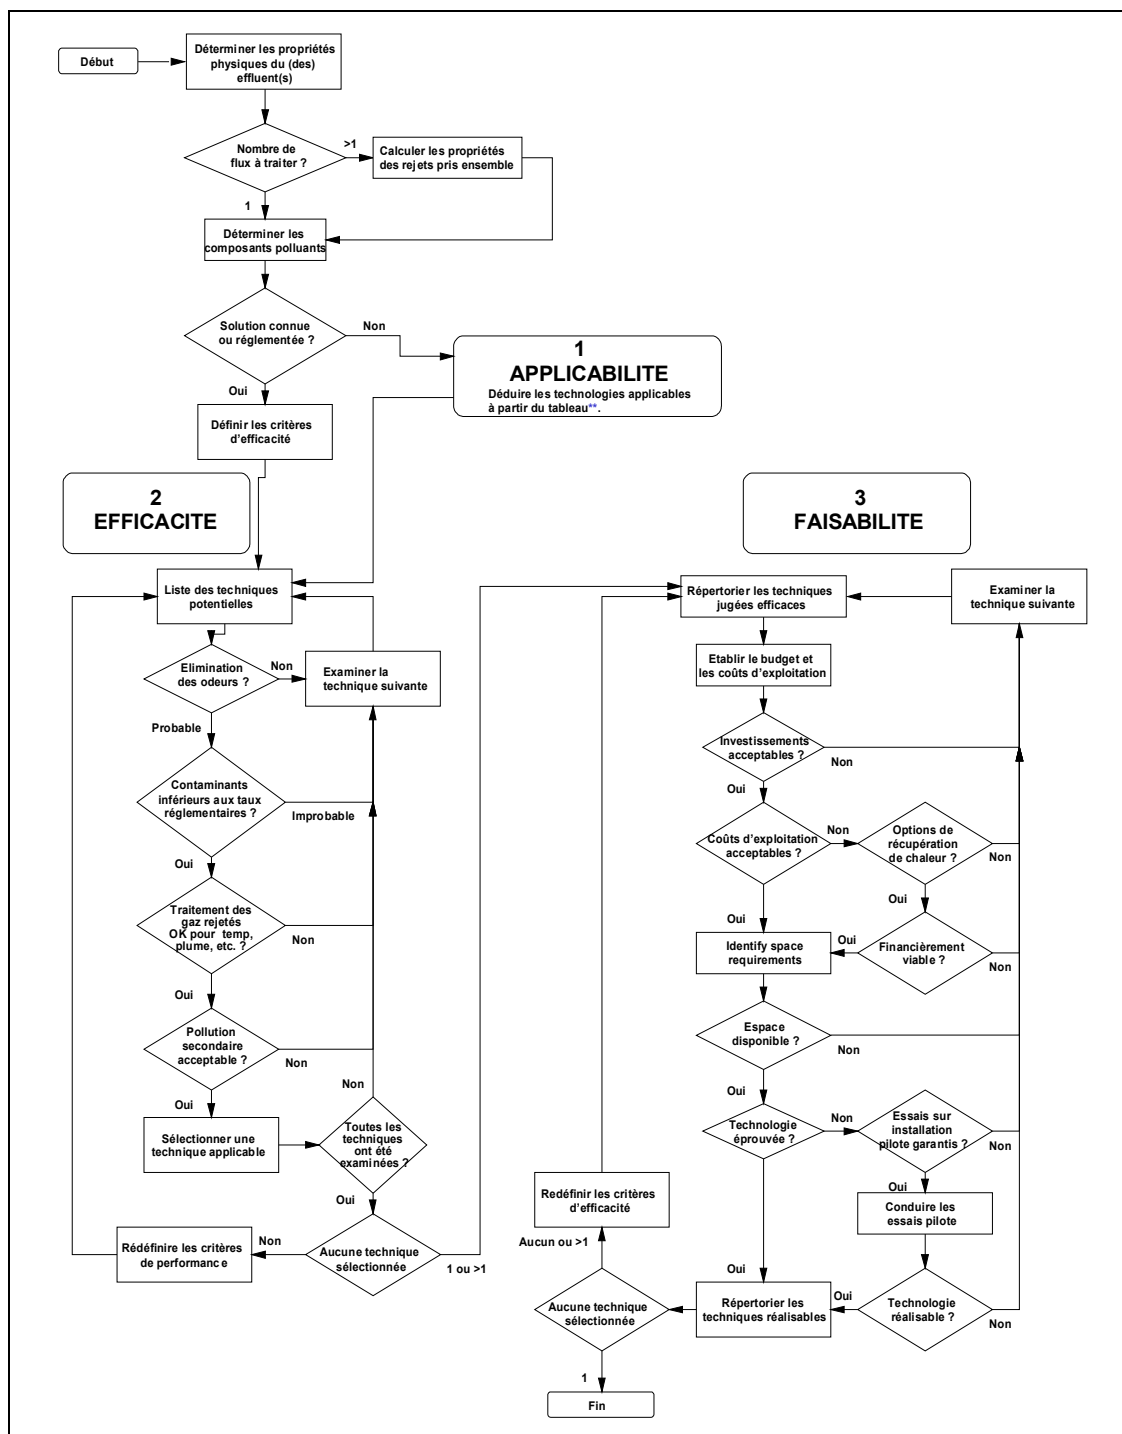 Début
Déterminer les propriétés
physiques du (des)
effluent(s)
Nombre de
flux à traiter ?
>1
Calculer les propriétés
des rejets pris ensemble
1
Déterminer les
composants polluants
Solution connue
ou réglementée ?
Non
1
APPLICABILITE
Déduire les technologies applicables
à partir du tableau**.
Oui
Définir les critères
d'efficacité
2
EFFICACITE
3
FAISABILITE
Liste des techniques
potentielles
Elimination
des odeurs ?
Non
Examiner la
technique suivante
Probable
Contaminants
inférieurs aux taux
réglementaires ?
Improbable
Oui
Traitement des
gaz rejetés
OK pour temp,
plume, etc. ?
Non
Oui
Pollution
secondaire
acceptable ?
Non
Oui
Sélectionner une
technique applicable
Non
Toutes les
techniques
ont été
examinées ?
Oui
Aucune technique
sélectionnée
Non
1 ou >1
Rédéfinire les critères
de performance
Répertorier les techniques
jugées efficaces
Examiner la
technique suivante
Etablir le budget et
les coûts d'exploitation
Investissements
acceptables ?
Non
Oui
Coûts d'exploitation
acceptables ?
Non
Options de
récupération
de chaleur ?
Non
Oui
Oui
Identify space
requirements
Oui
Financièrement
viable ?
Non
Espace
disponible ?
Non
Oui
Technologie
éprouvée ?
Non
Essais sur
installation
pilote garantis ?
Non
Oui
Conduire les
essais pilote
Oui
Technologie
réalisable ?
Non
Oui
Répertorier les
techniques réalisables
Redéfinir les critères
d'efficacité
Aucun ou >1
Aucune technique
sélectionnée
1
Fin